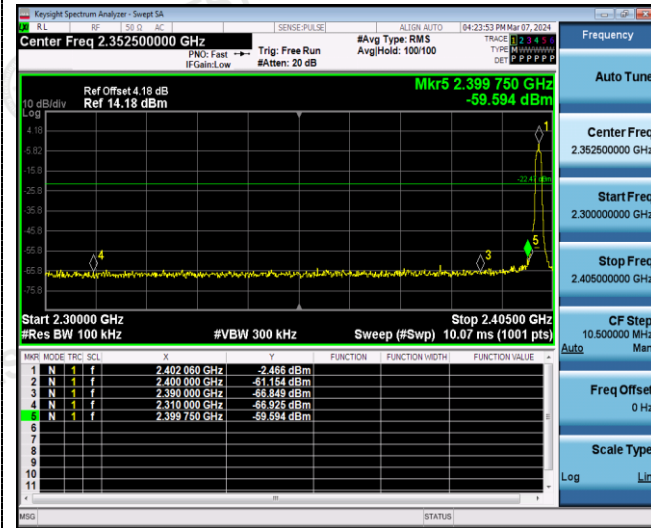 Keysight Spectrum Analyzer - Swept SA
RL RF 50 Ω AC SENSE:PULSE ALIGN AUTO 04:23:53 PM Mar 07, 2024
Center Freq 2.352500000 GHz
PNO: Fast
IFGain:Low
Trig: Free Run
#Atten: 20 dB
#Avg Type: RMS
Avg|Hold: 100/100
TRACE 1 2 3 4 5 6
TYPE M WWWWW
DET P P P P P P
Ref Offset 4.18 dB
Ref 14.18 dBm
10 dB/div
Log
Mkr5 2.399 750 GHz
-59.594 dBm
4.18
-5.82
-15.8
-25.8
-35.8
-45.8
-55.8
-65.8
-75.8
1
-22.47 dBm
5
4
3
Start 2.30000 GHz Stop 2.40500 GHz
#Res BW 100 kHz #VBW 300 kHz Sweep (#Swp) 10.07 ms (1001 pts)
MKR MODE TRC SCL X Y FUNCTION FUNCTION WIDTH FUNCTION VALUE
1 N 1 f 2.402 060 GHz -2.466 dBm
2 N 1 f 2.400 000 GHz -61.154 dBm
3 N 1 f 2.390 000 GHz -66.849 dBm
4 N 1 f 2.310 000 GHz -66.925 dBm
5 N 1 f 2.399 750 GHz -59.594 dBm
6
7
8
9
10
11
MSG STATUS
Frequency
Auto Tune
Center Freq
2.352500000 GHz
Start Freq
2.300000000 GHz
Stop Freq
2.405000000 GHz
CF Step
10.500000 MHz
Auto Man
Freq Offset
0 Hz
Scale Type
Log Lin